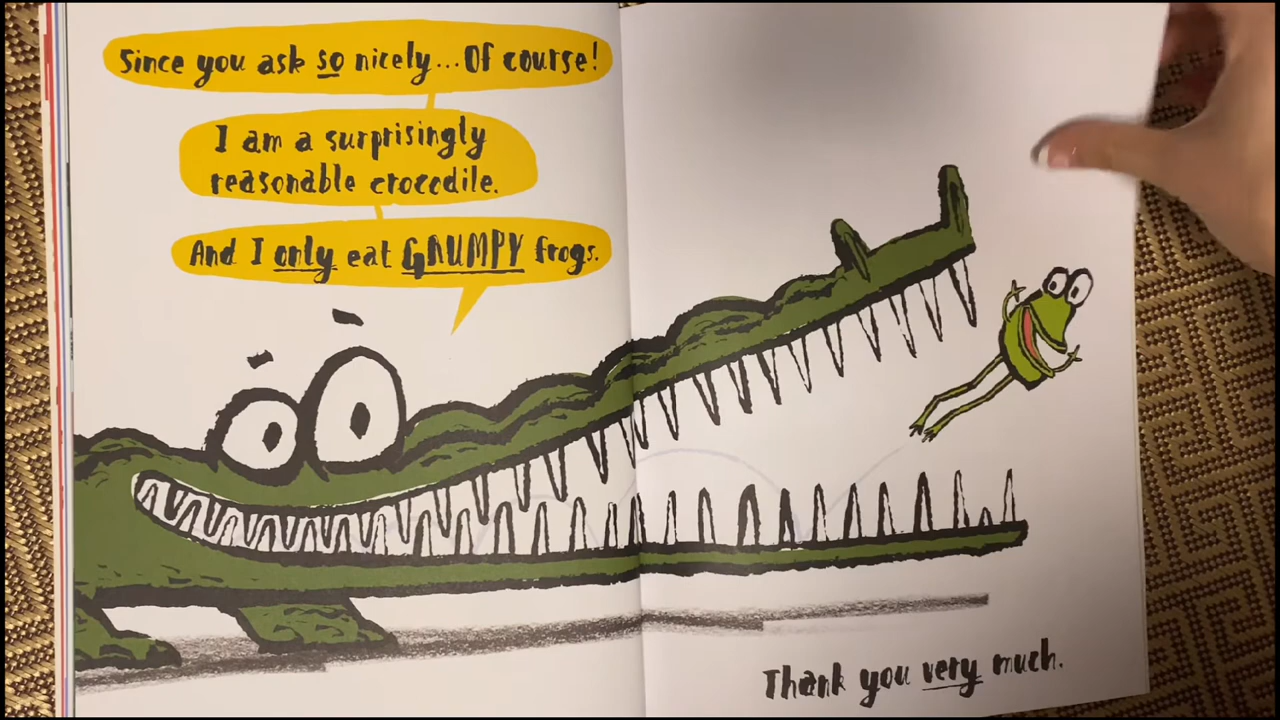 Since you ask so nicely... Of course!
I am a surprisingly
reasonable crocodile.
And I only eat GRUMPY frogs.
Thank you very much.